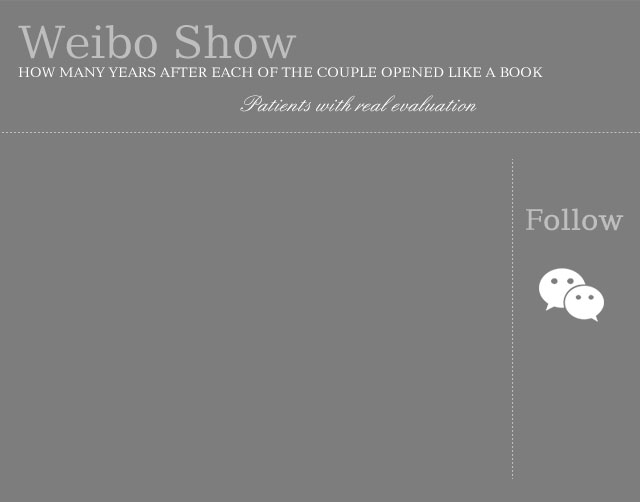 Weibo Show
HOW MANY YEARS AFTER EACH OF THE COUPLE OPENED LIKE A BOOK
Patients with real evaluation
Follow